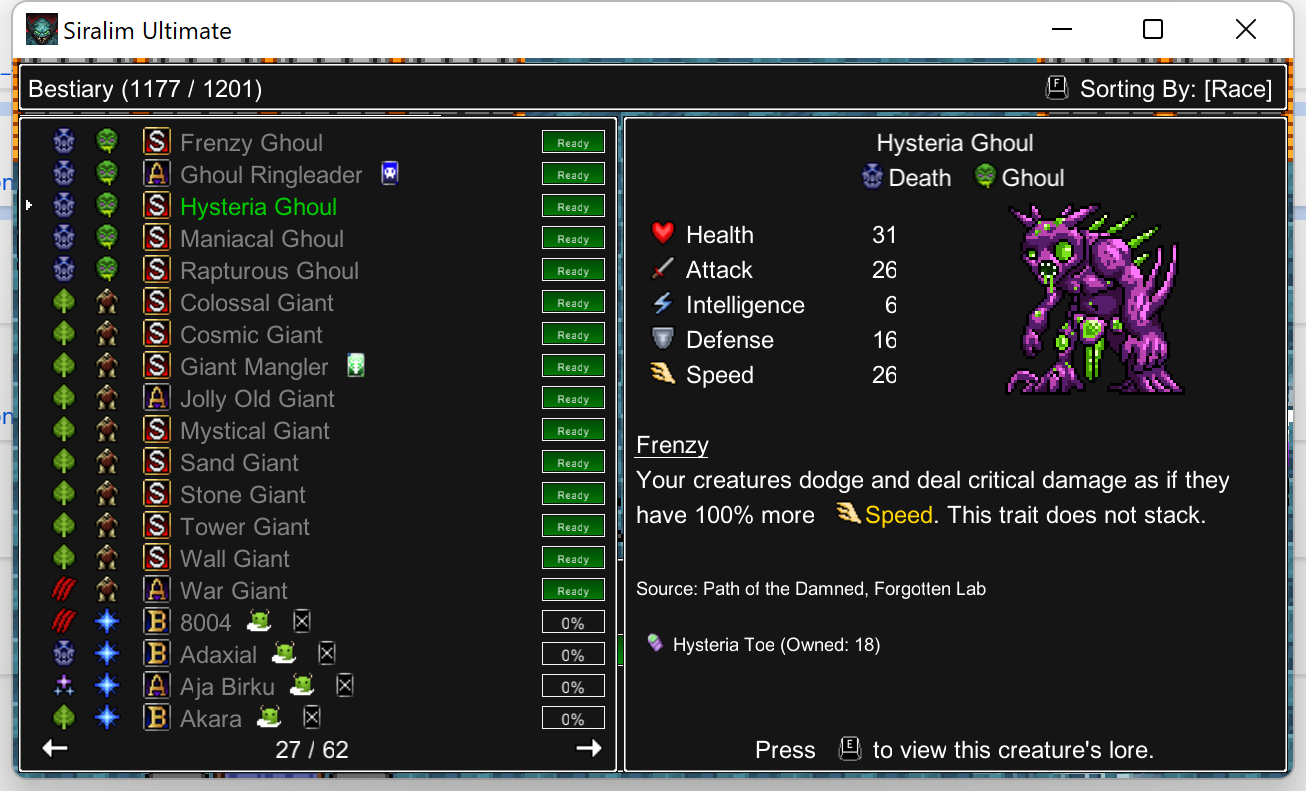 Siralim Ultimate
Bestiary (1177 / 1201)
F Sorting By: [Race]
S Frenzy Ghoul Ready
A Ghoul Ringleader Ready
S Hysteria Ghoul Ready
S Maniacal Ghoul Ready
S Rapturous Ghoul Ready
S Colossal Giant Ready
S Cosmic Giant Ready
S Giant Mangler Ready
A Jolly Old Giant Ready
S Mystical Giant Ready
S Sand Giant Ready
S Stone Giant Ready
S Tower Giant Ready
S Wall Giant Ready
A War Giant Ready
B 8004 0%
B Adaxial 0%
A Aja Birku 0%
B Akara 0%
27 / 62
Hysteria Ghoul
Death Ghoul
Health 31
Attack 26
Intelligence 6
Defense 16
Speed 26
Frenzy
Your creatures dodge and deal critical damage as if they
have 100% more Speed. This trait does not stack.
Source: Path of the Damned, Forgotten Lab
Hysteria Toe (Owned: 18)
Press E to view this creature's lore.